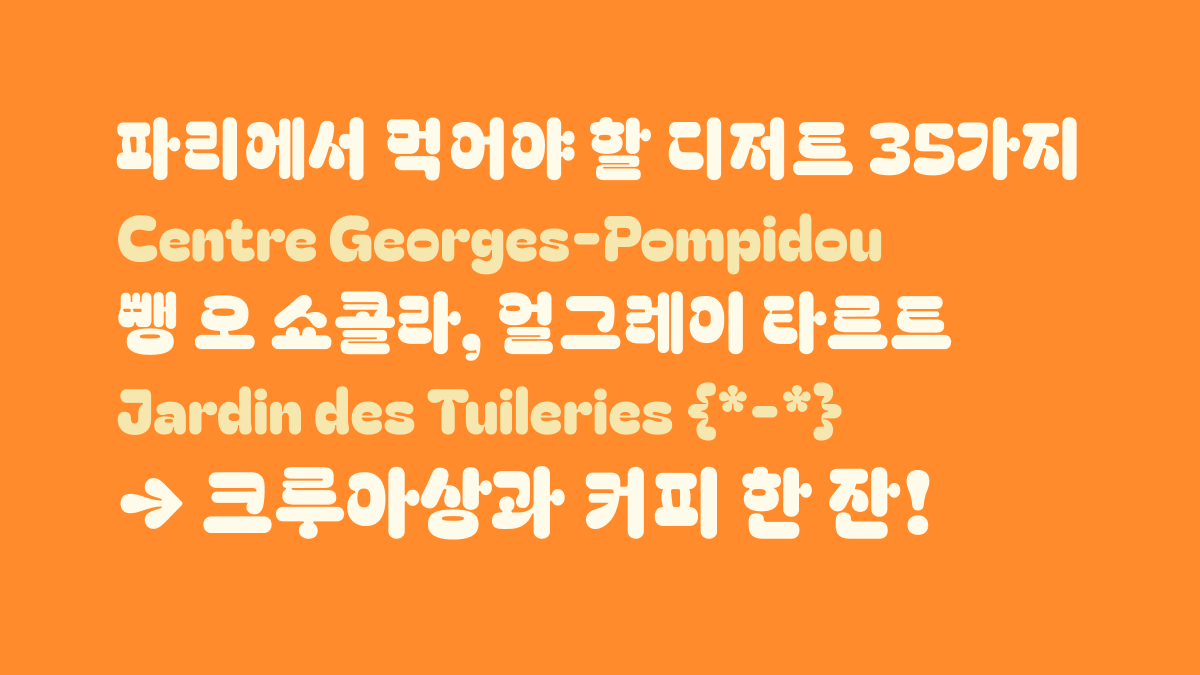 파리에서 먹어야 할 디저트 35가지
Centre Georges-Pompidou
뺑 오 쇼콜라, 얼그레이 타르트
Jardin des Tuileries {*-*}
→ 크루아상과 커피 한 잔!